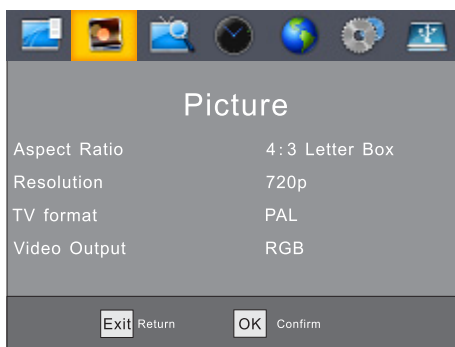 Picture
Aspect Ratio 4:3 Letter Box
Resolution 720p
TV format PAL
Video Output RGB
Exit Return OK Confirm